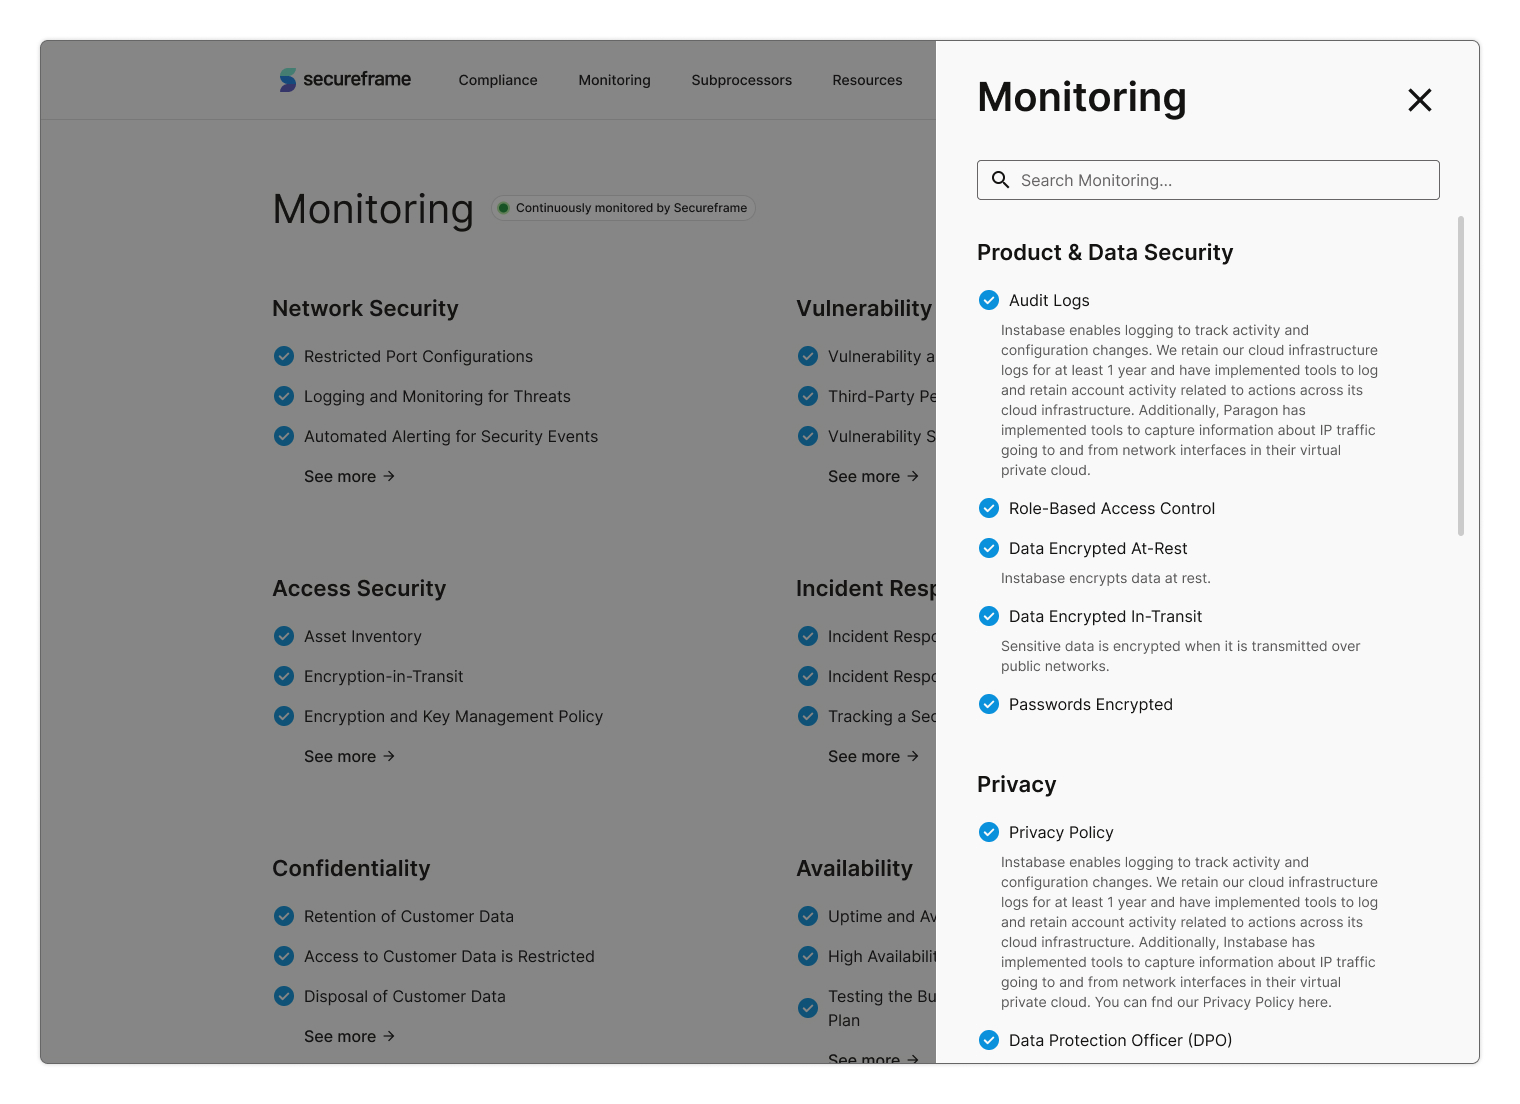 secureframe Compliance Monitoring Subprocessors Resources
Monitoring
Continuously monitored by Secureframe
Network Security
Restricted Port Configurations
Logging and Monitoring for Threats
Automated Alerting for Security Events
See more →
Vulnerability
Vulnerability a
Third-Party Pe
Vulnerability S
See more →
Access Security
Asset Inventory
Encryption-in-Transit
Encryption and Key Management Policy
See more →
Incident Resp
Incident Respo
Incident Respo
Tracking a Sec
See more →
Confidentiality
Retention of Customer Data
Access to Customer Data is Restricted
Disposal of Customer Data
See more →
Availability
Uptime and Av
High Availabilit
Testing the Bu
Plan
See more →
Monitoring
Search Monitoring...
Product & Data Security
Audit Logs
Instabase enables logging to track activity and
configuration changes. We retain our cloud infrastructure
logs for at least 1 year and have implemented tools to log
and retain account activity related to actions across its
cloud infrastructure. Additionally, Paragon has
implemented tools to capture information about IP traffic
going to and from network interfaces in their virtual
private cloud.
Role-Based Access Control
Data Encrypted At-Rest
Instabase encrypts data at rest.
Data Encrypted In-Transit
Sensitive data is encrypted when it is transmitted over
public networks.
Passwords Encrypted
Privacy
Privacy Policy
Instabase enables logging to track activity and
configuration changes. We retain our cloud infrastructure
logs for at least 1 year and have implemented tools to log
and retain account activity related to actions across its
cloud infrastructure. Additionally, Instabase has
implemented tools to capture information about IP traffic
going to and from network interfaces in their virtual
private cloud. You can fnd our Privacy Policy here.
Data Protection Officer (DPO)